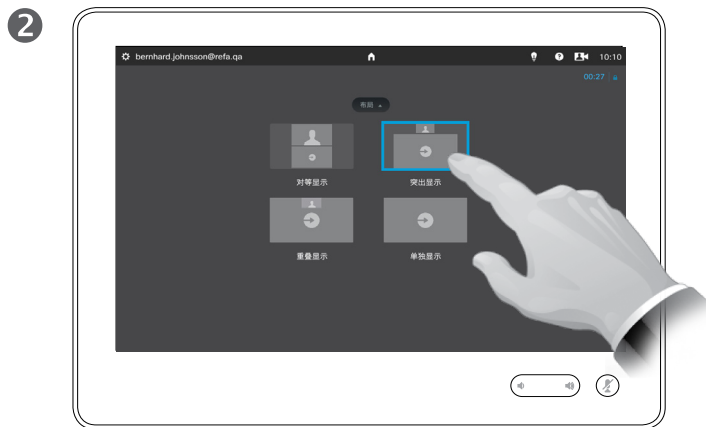 2
bernhard.johnsson@refa.qa
10:10
00:27
布局
对等显示
突出显示
重叠显示
单独显示